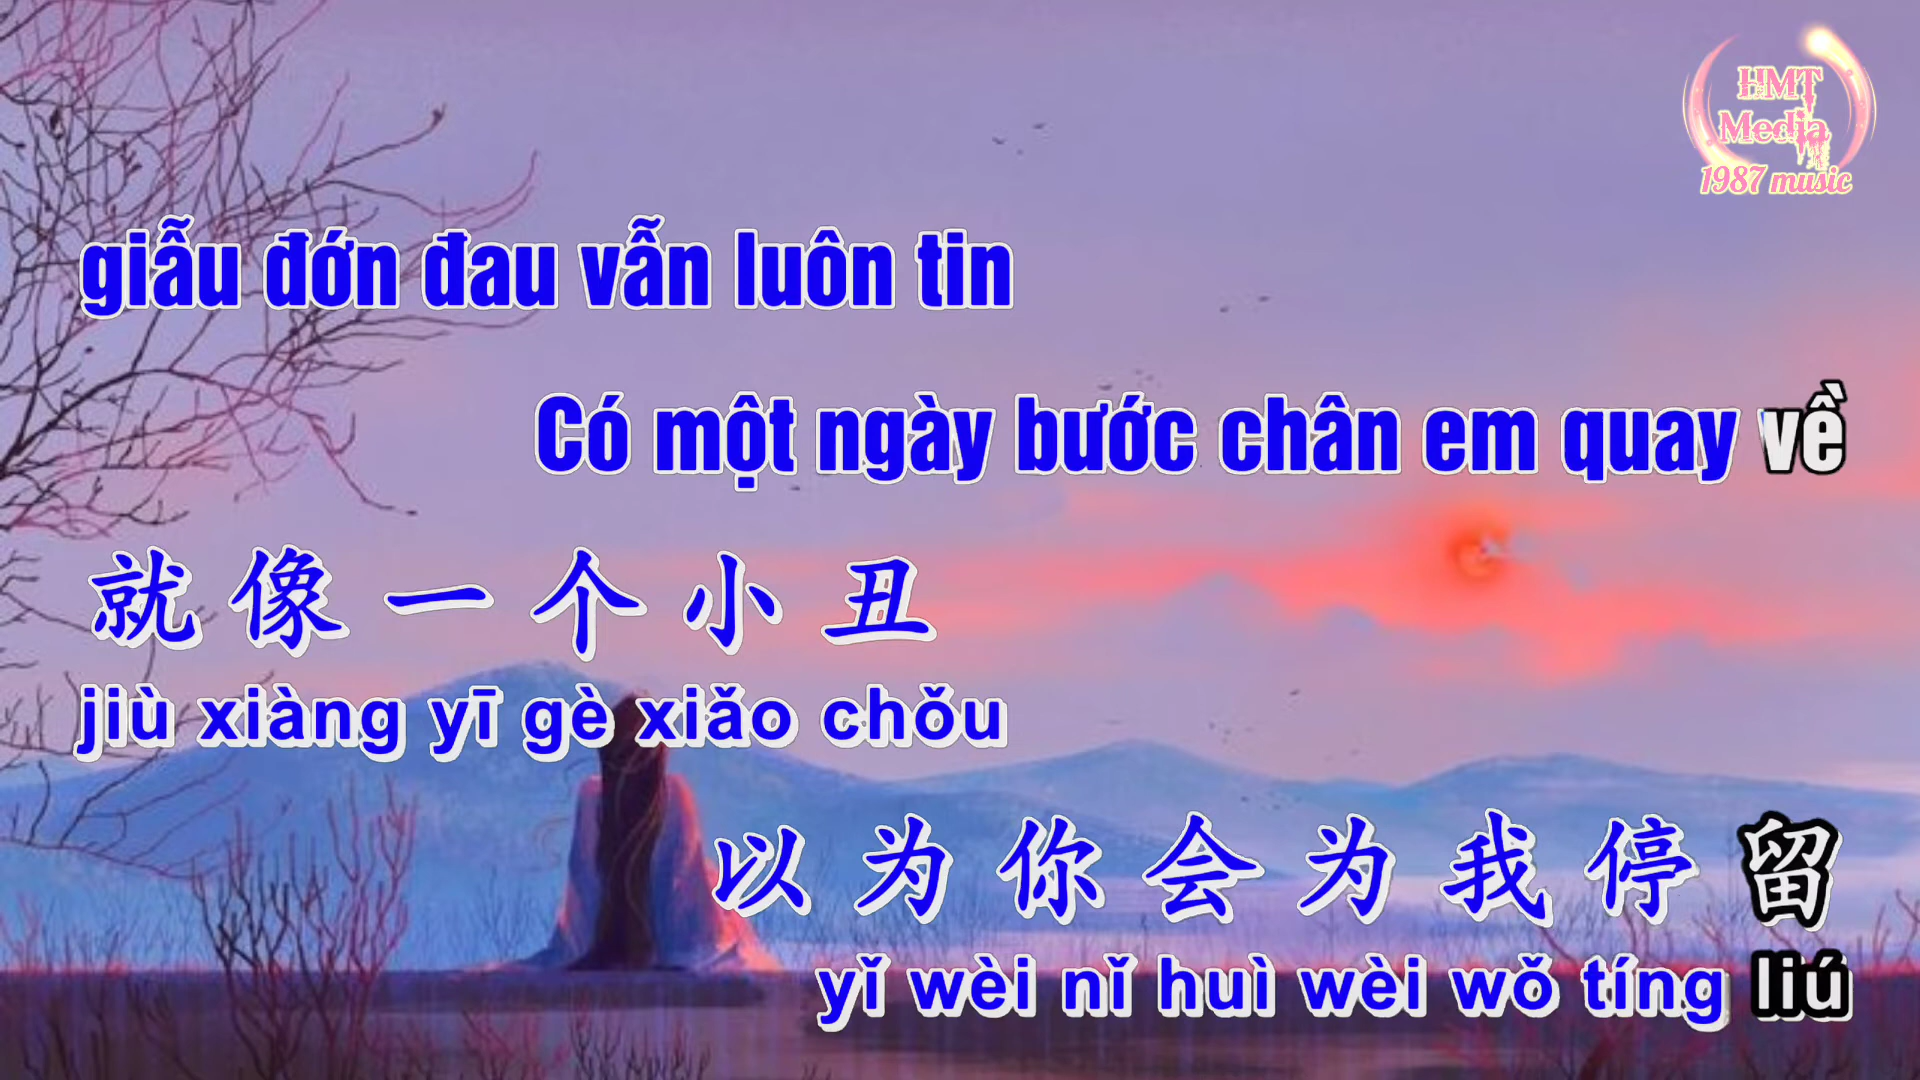 HMT
Media
1987 music
giẫu đớn đau vẫn luôn tin
Có một ngày bước chân em quay về
就像一个小丑
jiù xiàng yī gè xiǎo chǒu
以为你会为我停留
yǐ wèi nǐ huì wèi wǒ tíng liú